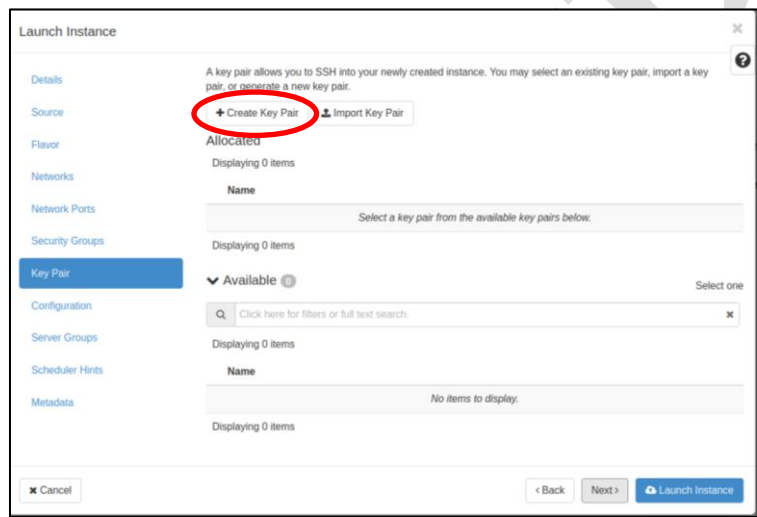 Launch Instance
Details
Source
Flavor
Networks
Network Ports
Security Groups
Key Pair
Configuration
Server Groups
Scheduler Hints
Metadata
A key pair allows you to SSH into your newly created instance. You may select an existing key pair, import a key
pair, or generate a new key pair.
+ Create Key Pair Import Key Pair
Allocated
Displaying 0 items
Name
Select a key pair from the available key pairs below.
Displaying 0 items
Available 0
Select one
Click here for filters or full text search.
Displaying 0 items
Name
No items to display.
Displaying 0 items
× Cancel
< Back Next > Launch Instance